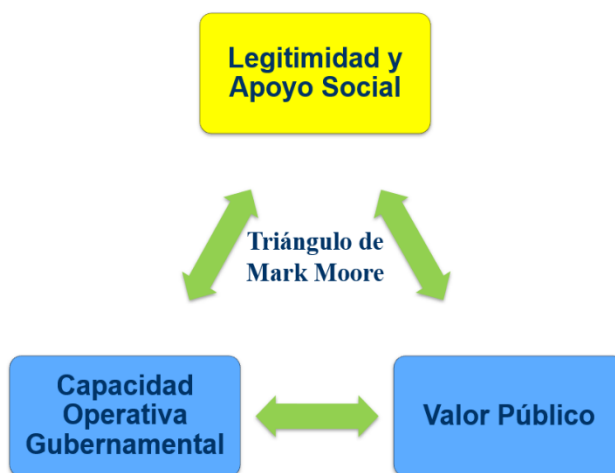 Legitimidad y
Apoyo Social
Triángulo de
Mark Moore
Capacidad
Operativa
Gubernamental
Valor Público